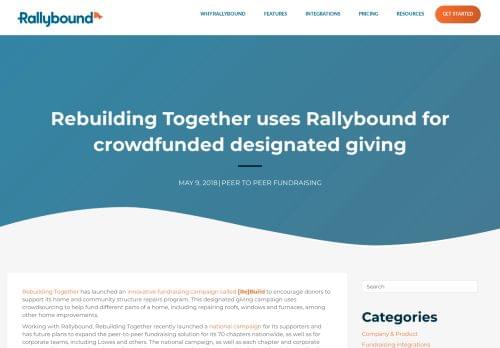 Rallybound
WHY RALLYBOUND
FEATURES
INTEGRATIONS
PRICING
RESOURCES
GET STARTED
Rebuilding Together uses Rallybound for
crowdfunded designated giving
MAY 9, 2018 | PEER TO PEER FUNDRAISING
Rebuilding Together has launched an innovative fundraising campaign called [Re]Build to encourage donors to
support its home and community structure repairs program. This designated giving campaign uses
crowdsourcing to help fund different parts of a home, including repairing roofs, windows and furnaces, among
other home improvements.
Working with Rallybound, Rebuilding Together recently launched a national campaign for its supporters and
has future plans to expand the peer-to-peer fundraising solution for its 70 chapters nationwide, as well as for
corporate teams, including Lowes and others. The national campaign, as well as each chapter and corporate
Search
Categories
Company & Product
Fundraising Integrations